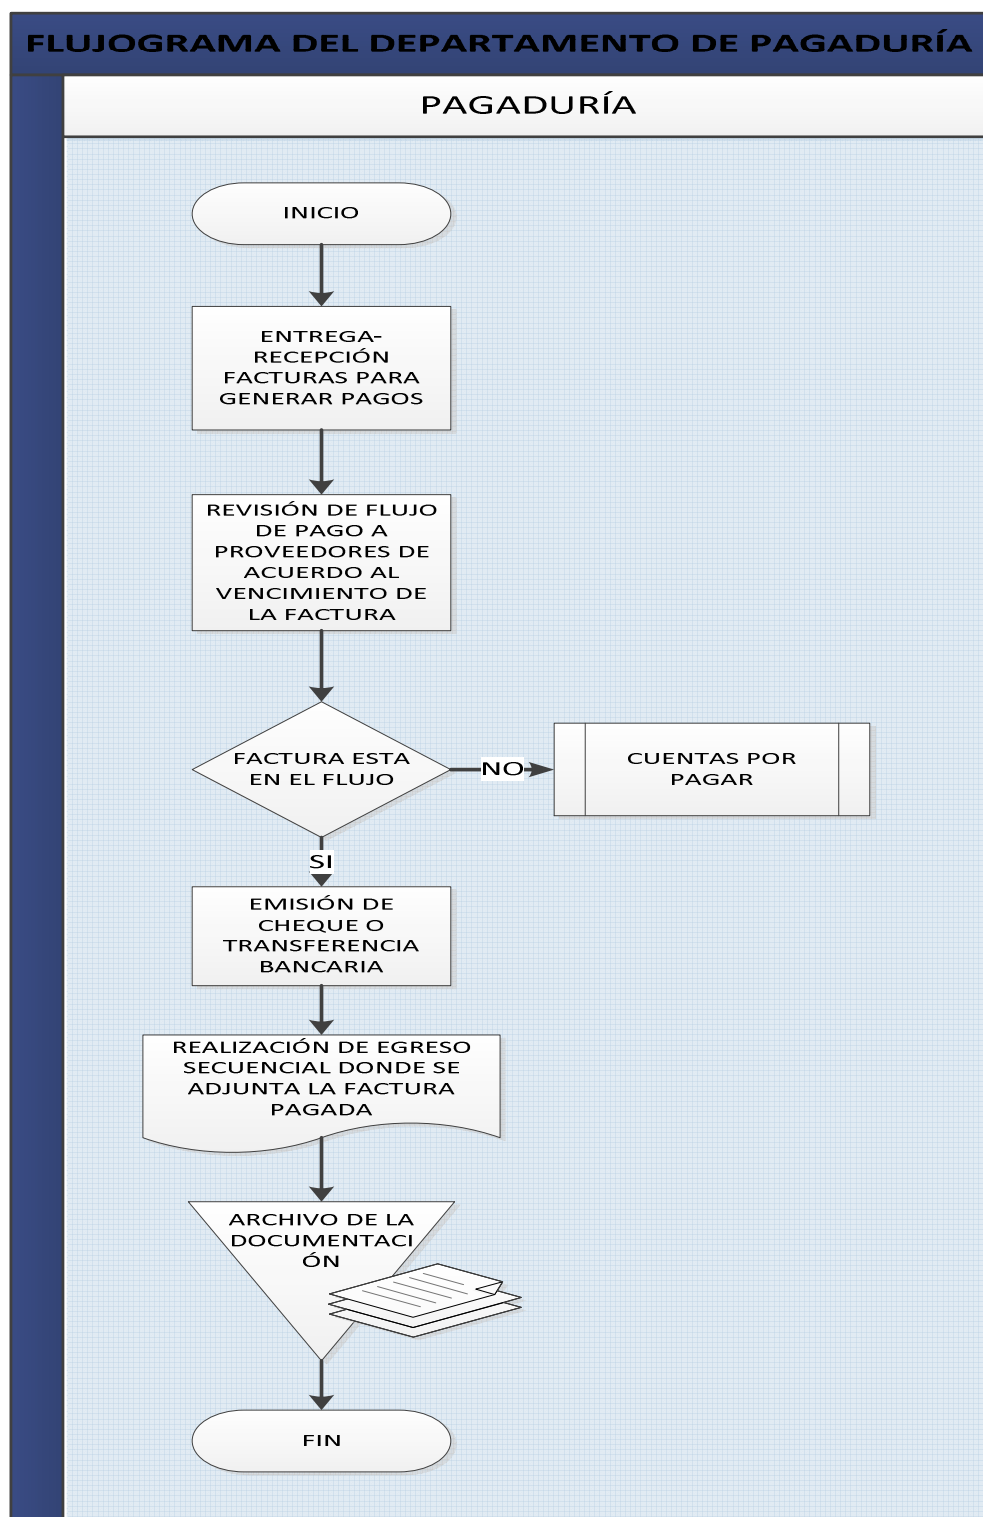 FLUJOGRAMA DEL DEPARTAMENTO DE PAGADURÍA
PAGADURÍA
INICIO
ENTREGA-
RECEPCIÓN
FACTURAS PARA
GENERAR PAGOS
REVISIÓN DE FLUJO
DE PAGO A
PROVEEDORES DE
ACUERDO AL
VENCIMIENTO DE
LA FACTURA
FACTURA ESTA
EN EL FLUJO
NO
CUENTAS POR
PAGAR
SI
EMISIÓN DE
CHEQUE O
TRANSFERENCIA
BANCARIA
REALIZACIÓN DE EGRESO
SECUENCIAL DONDE SE
ADJUNTA LA FACTURA
PAGADA
ARCHIVO DE LA
DOCUMENTACI
ÓN
FIN